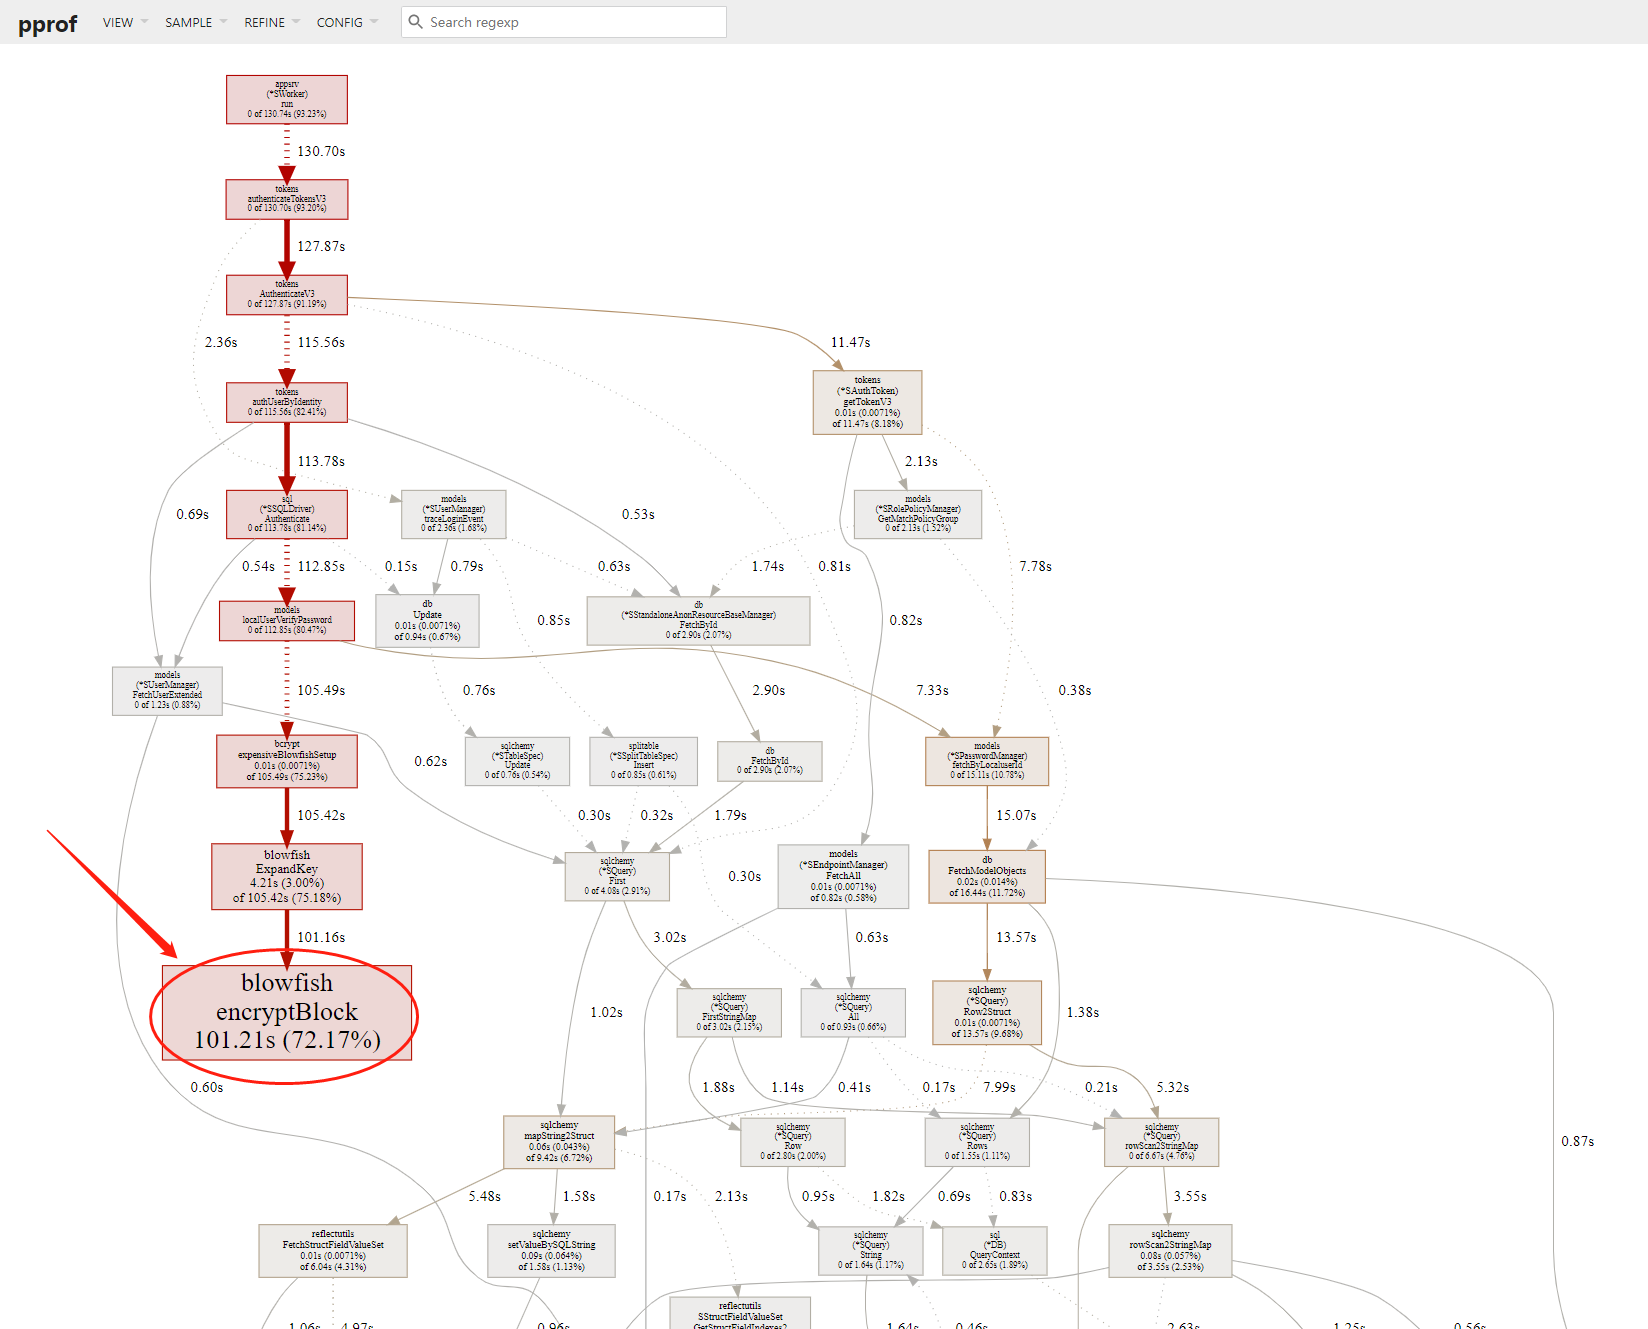 pprof VIEW SAMPLE REFINE CONFIG Search regexp
appsrv
(*SWorker)
run
0 of 130.74s (93.23%)
130.70s
tokens
authenticateTokensV3
0 of 130.70s (93.20%)
127.87s
tokens
AuthenticateV3
0 of 127.87s (91.19%)
2.36s
115.56s
11.47s
tokens
authUserByIdentity
0 of 115.56s (82.41%)
tokens
(*SAuthToken)
getTokenV3
0.01s (0.0071%)
of 11.47s (8.18%)
113.78s
2.13s
0.69s
sql
(*SSQLDriver)
Authenticate
0 of 113.78s (81.14%)
models
(*SUserManager)
traceLoginEvent
0 of 2.36s (1.68%)
0.53s
models
(*SRolePolicyManager)
GetMatchPolicyGroup
0 of 2.13s (1.52%)
0.54s
112.85s
0.15s
0.79s
0.63s
1.74s
0.81s
7.78s
models
localUserVerifyPassword
0 of 112.85s (80.47%)
db
Update
0.01s (0.0071%)
of 0.94s (0.67%)
0.85s
db
(*SStandaloneAnonResourceBaseManager)
FetchById
0 of 2.90s (2.07%)
0.82s
models
(*SUserManager)
FetchUserExtended
0 of 1.23s (0.88%)
105.49s
0.76s
2.90s
7.33s
0.38s
bcrypt
expensiveBlowfishSetup
0.01s (0.0071%)
of 105.49s (75.23%)
0.62s
sqlchemy
(*STableSpec)
Update
0 of 0.76s (0.54%)
splitable
(*SSplitTableSpec)
Insert
0 of 0.85s (0.61%)
db
FetchById
0 of 2.90s (2.07%)
models
(*SPasswordManager)
fetchByLocaluserId
0 of 15.11s (10.78%)
105.42s
0.30s
0.32s
1.79s
15.07s
blowfish
ExpandKey
4.21s (3.00%)
of 105.42s (75.18%)
sqlchemy
(*SQuery)
First
0 of 4.08s (2.91%)
0.30s
models
(*SEndpointManager)
FetchAll
0.01s (0.0071%)
of 0.82s (0.58%)
db
FetchModelObjects
0.02s (0.014%)
of 16.44s (11.72%)
101.16s
3.02s
0.63s
13.57s
blowfish
encryptBlock
101.21s (72.17%)
1.02s
sqlchemy
(*SQuery)
FirstStringMap
0 of 3.02s (2.15%)
sqlchemy
(*SQuery)
All
0 of 0.93s (0.66%)
sqlchemy
(*SQuery)
Row2Struct
0.01s (0.0071%)
of 13.57s (9.68%)
1.38s
0.60s
1.88s
1.14s
0.41s
0.17s
7.99s
0.21s
5.32s
sqlchemy
mapString2Struct
0.06s (0.043%)
of 9.42s (6.72%)
sqlchemy
(*SQuery)
Row
0 of 2.80s (2.00%)
sqlchemy
(*SQuery)
Rows
0 of 1.55s (1.11%)
sqlchemy
(*SQuery)
rowScan2StringMap
0 of 6.67s (4.76%)
0.87s
5.48s
1.58s
0.17s
2.13s
0.95s
1.82s
0.69s
0.83s
3.55s
reflectutils
FetchStructFieldValueSet
0.01s (0.0071%)
of 6.04s (4.31%)
sqlchemy
setValueBySQLString
0.09s (0.064%)
of 1.58s (1.13%)
sqlchemy
(*SQuery)
String
0 of 1.64s (1.17%)
sql
(*DB)
QueryContext
0 of 2.65s (1.89%)
sqlchemy
rowScan2StringMap
0.08s (0.057%)
of 3.55s (2.53%)
reflectutils
SStructFieldValueSet
GetStructFieldIndexes2
1.06s
4.97s
0.96s
1.64s
0.46s
2.63s
1.25s
0.56s